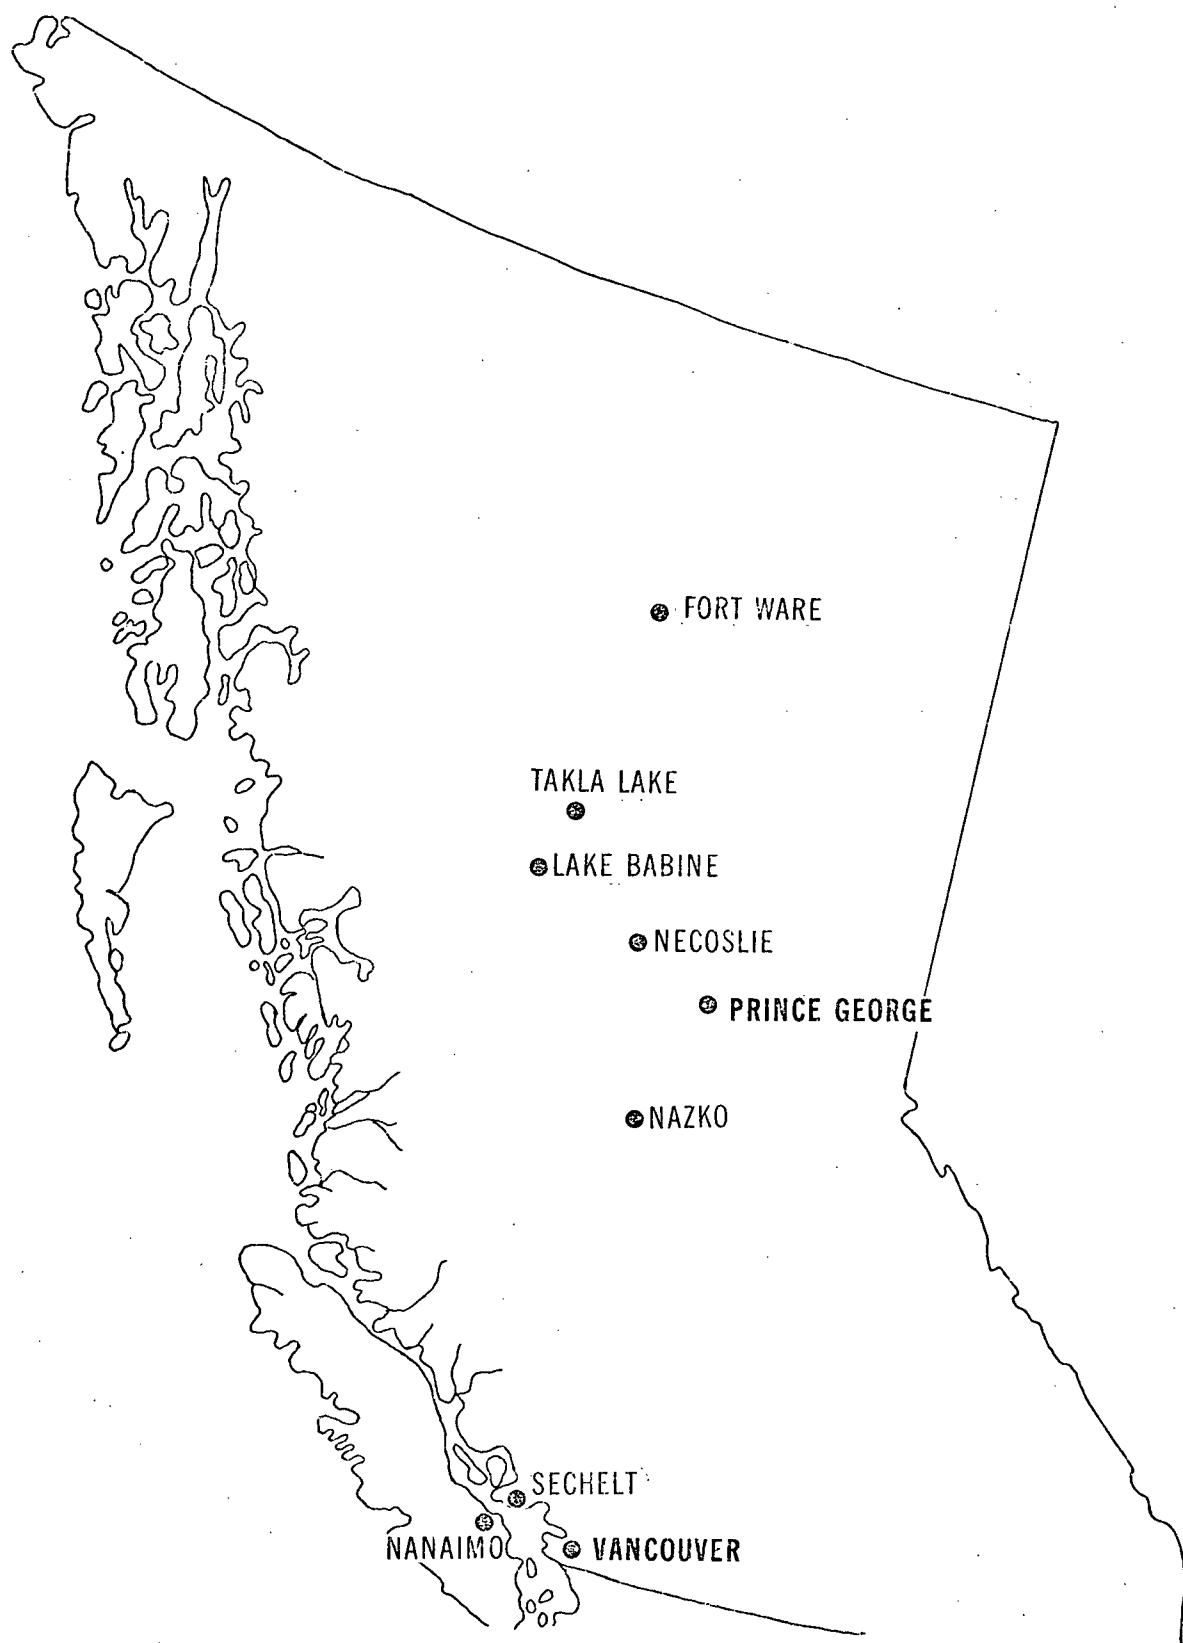 FORT WARE
TAKLA LAKE
LAKE BABINE
NECOSLIE
PRINCE GEORGE
NAZKO
SECHELT
NANAIMO
VANCOUVER